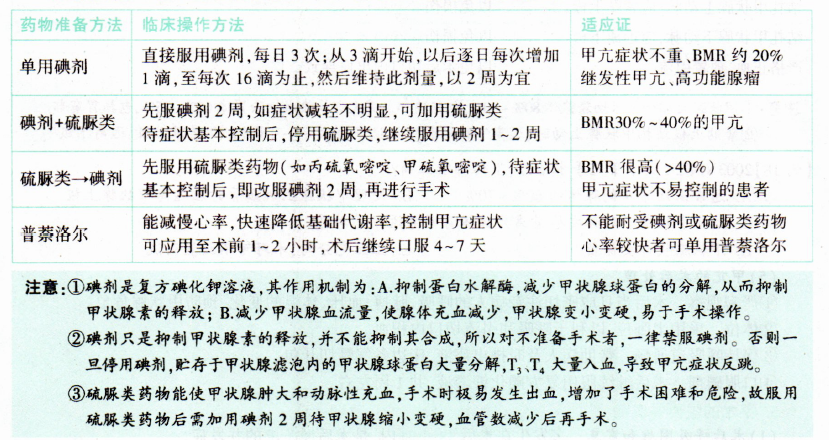 药物准备方法 临床操作方法 适应证
单用碘剂
直接服用碘剂,每日3次;从3滴开始,以后逐日每次增加
1滴,至每次16滴为止,然后维持此剂量,以2周为宜
甲亢症状不重、BMR约20%
继发性甲亢、高功能腺瘤
碘剂+硫脲类
先服碘剂2周,如症状减轻不明显,可加用硫脲类
待症状基本控制后,停用硫脲类,继续服用碘剂1~2周
BMR30%~40%的甲亢
硫脲类→碘剂
先服用硫脲类药物(如丙硫氧嘧啶、甲硫氧嘧啶),待症状
基本控制后,即改服碘剂2周,再进行手术
BMR很高(>40%)
甲亢症状不易控制的患者
普萘洛尔
能减慢心率,快速降低基础代谢率,控制甲亢症状
可应用至术前1~2小时,术后继续口服4~7天
不能耐受碘剂或硫脲类药物
心率较快者可单用普萘洛尔
注意:①碘剂是复方碘化钾溶液,其作用机制为:A.抑制蛋白水解酶,减少甲状腺球蛋白的分解,从而抑制
甲状腺素的释放;B.减少甲状腺血流量,使腺体充血减少,甲状腺变小变硬,易于手术操作。
②碘剂只是抑制甲状腺素的释放,并不能抑制其合成,所以对不准备手术者,一律禁服碘剂。否则一
旦停用碘剂,贮存于甲状腺滤泡内的甲状腺球蛋白大量分解,T₃、T₄大量入血,导致甲亢症状反跳。
③硫脲类药物能使甲状腺肿大和动脉性充血,手术时极易发生出血,增加了手术困难和危险,故服用
硫脲类药物后需加用碘剂2周待甲状腺缩小变硬,血管数减少后再手术。